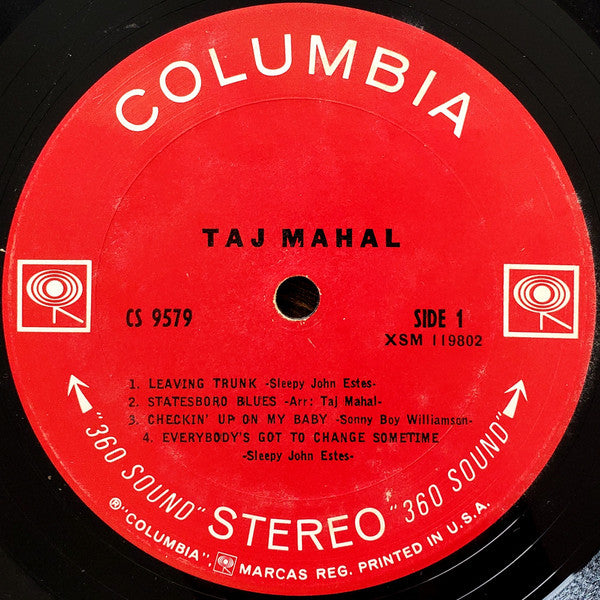 COLUMBIA
TAJ MAHAL
CS 9579
SIDE 1
XSM 119802
1. LEAVING TRUNK -Sleepy John Estes-
2. STATESBORO BLUES -Arr: Taj Mahal-
3. CHECKIN' UP ON MY BABY -Sonny Boy Williamson-
4. EVERYBODY'S GOT TO CHANGE SOMETIME
-Sleepy John Estes-
"360 SOUND" STEREO "360 SOUND"
®"COLUMBIA", MARCAS REG. PRINTED IN U.S.A.